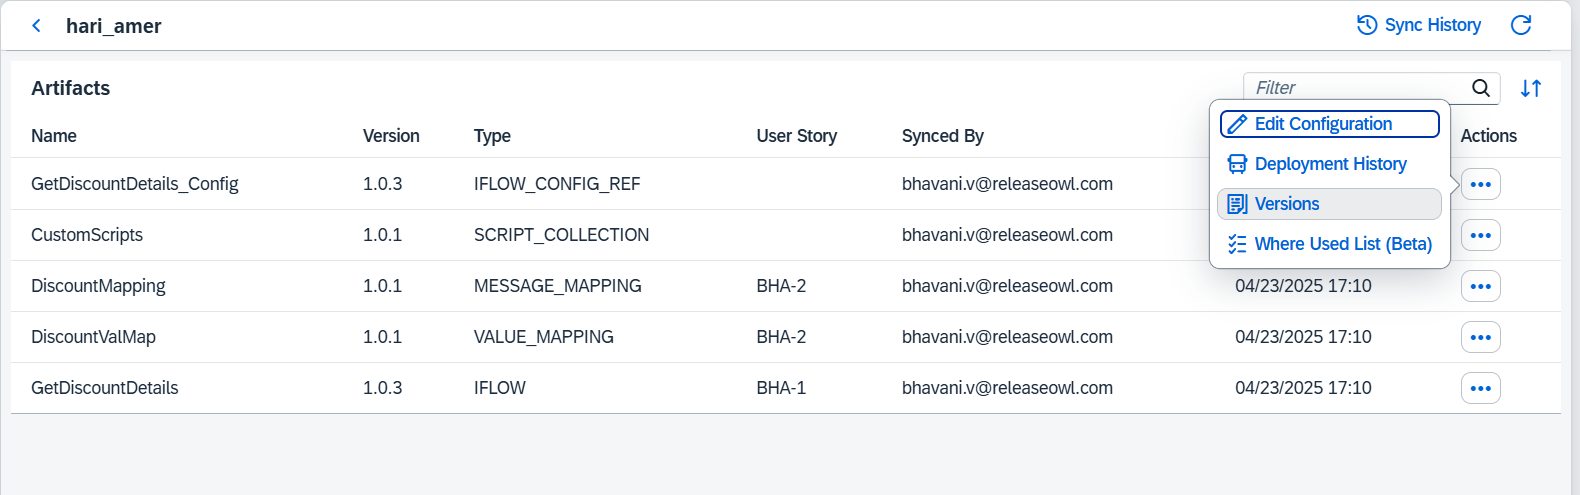 hari_amer
Sync History
Artifacts
Filter
Name Version Type User Story Synced By Actions
GetDiscountDetails_Config 1.0.3 IFLOW_CONFIG_REF bhavani.v@releaseowl.com
CustomScripts 1.0.1 SCRIPT_COLLECTION bhavani.v@releaseowl.com
DiscountMapping 1.0.1 MESSAGE_MAPPING BHA-2 bhavani.v@releaseowl.com 04/23/2025 17:10
DiscountValMap 1.0.1 VALUE_MAPPING BHA-2 bhavani.v@releaseowl.com 04/23/2025 17:10
GetDiscountDetails 1.0.3 IFLOW BHA-1 bhavani.v@releaseowl.com 04/23/2025 17:10
Edit Configuration
Deployment History
Versions
Where Used List (Beta)